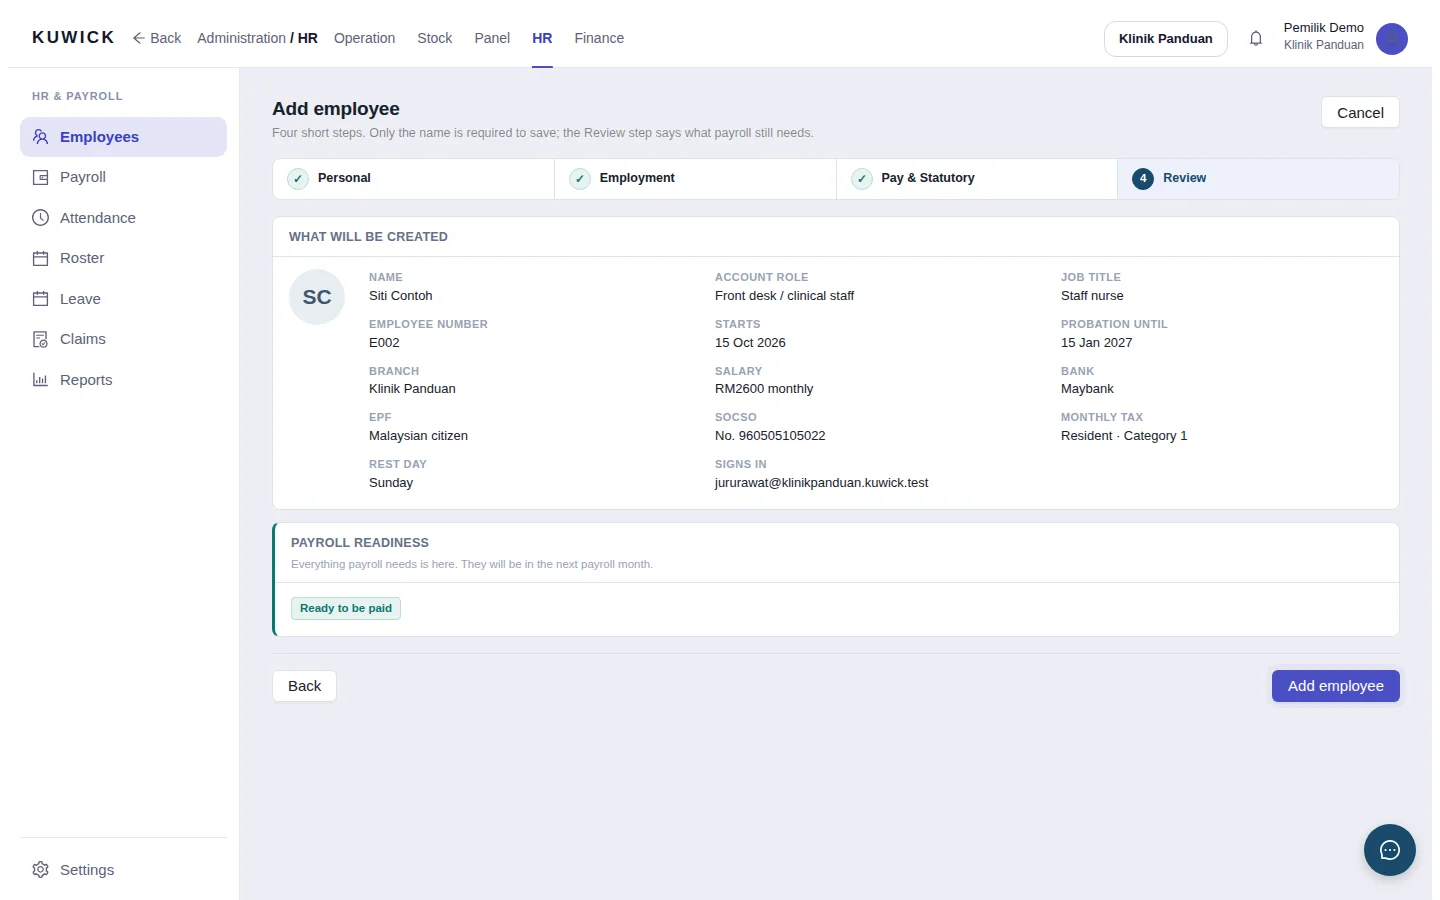 KUWICK
Back
Administration / HR
Operation
Stock
Panel
HR
Finance
Klinik Panduan
Pemilik Demo
Klinik Panduan
HR & PAYROLL
Employees
Payroll
Attendance
Roster
Leave
Claims
Reports
Settings
Add employee
Four short steps. Only the name is required to save; the Review step says what payroll still needs.
Cancel
✓ Personal
✓ Employment
✓ Pay & Statutory
4 Review
WHAT WILL BE CREATED
SC
NAME
Siti Contoh
ACCOUNT ROLE
Front desk / clinical staff
JOB TITLE
Staff nurse
EMPLOYEE NUMBER
E002
STARTS
15 Oct 2026
PROBATION UNTIL
15 Jan 2027
BRANCH
Klinik Panduan
SALARY
RM2600 monthly
BANK
Maybank
EPF
Malaysian citizen
SOCSO
No. 960505105022
MONTHLY TAX
Resident · Category 1
REST DAY
Sunday
SIGNS IN
jururawat@klinikpanduan.kuwick.test
PAYROLL READINESS
Everything payroll needs is here. They will be in the next payroll month.
Ready to be paid
Back
Add employee